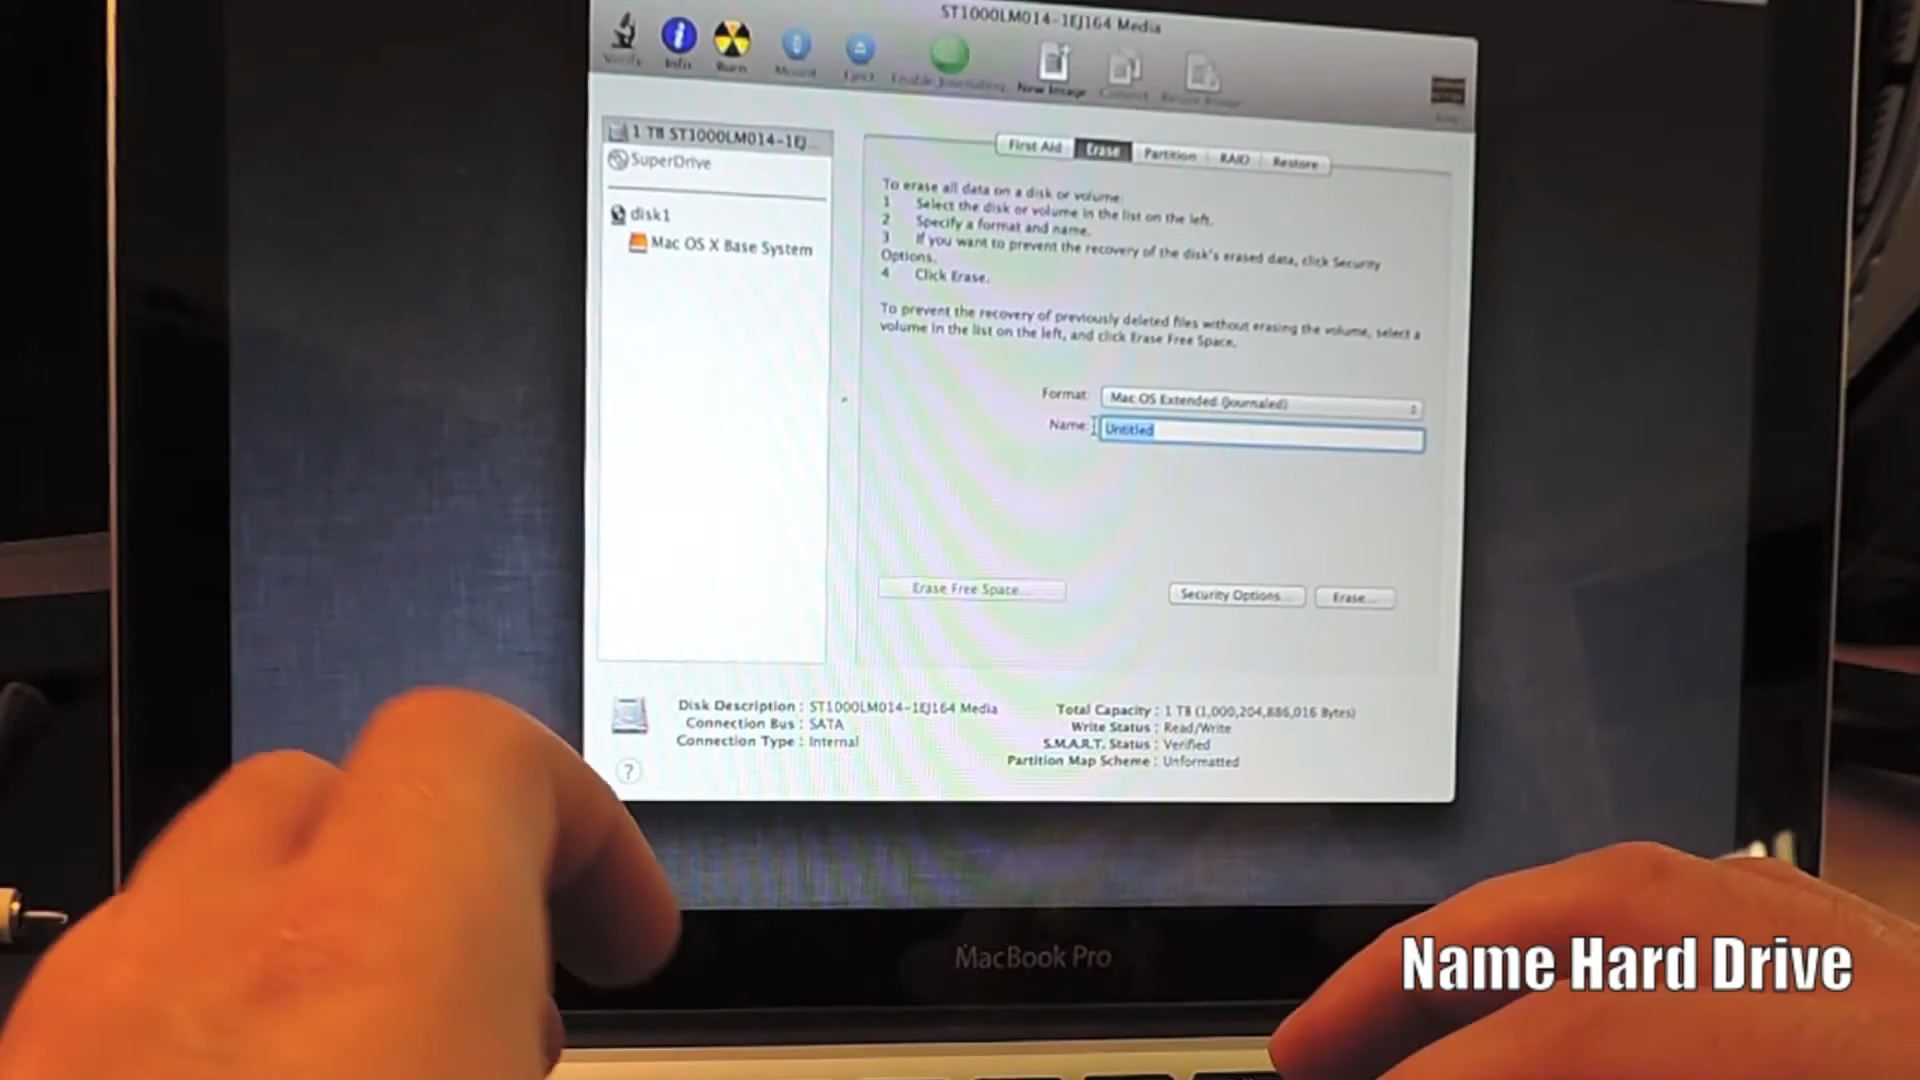 ST1000LM014-1EJ164 Media
Verify
Info
Burn
Mount
Eject
Enable Journaling
New Image
Convert
Resize Image
1 TB ST1000LM014-1EJ...
SuperDrive
disk1
Mac OS X Base System
First Aid
Erase
Partition
RAID
Restore
To erase all data on a disk or volume:
1 Select the disk or volume in the list on the left.
2 Specify a format and name.
3 If you want to prevent the recovery of the disk's erased data, click Security
Options.
4 Click Erase.
To prevent the recovery of previously deleted files without erasing the volume, select a
volume in the list on the left, and click Erase Free Space.
Format: Mac OS Extended (Journaled)
Name: Untitled
Erase Free Space...
Security Options...
Erase...
Disk Description : ST1000LM014-1EJ164 Media
Connection Bus : SATA
Connection Type : Internal
Total Capacity : 1 TB (1,000,204,886,016 Bytes)
Write Status : Read/Write
S.M.A.R.T. Status : Verified
Partition Map Scheme : Unformatted
?
MacBook Pro
Name Hard Drive